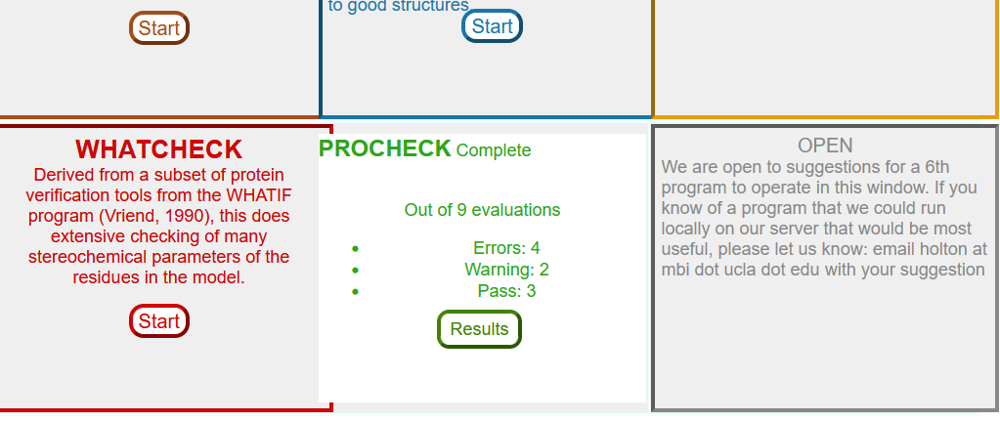 to good structures.
Start
Start
WHATCHECK
Derived from a subset of protein
verification tools from the WHATIF
program (Vriend, 1990), this does
extensive checking of many
stereochemical parameters of the
residues in the model.
Start
PROCHECK Complete
Out of 9 evaluations
Errors: 4
Warning: 2
Pass: 3
Results
OPEN
We are open to suggestions for a 6th
program to operate in this window. If you
know of a program that we could run
locally on our server that would be most
useful, please let us know: email holton at
mbi dot ucla dot edu with your suggestion